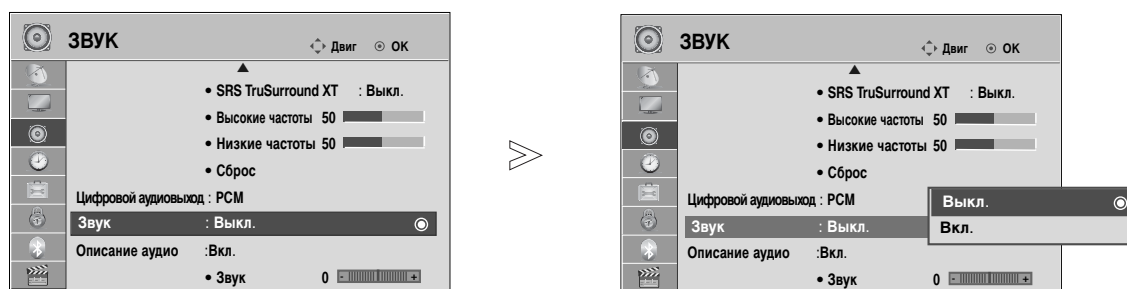 ЗВУК
Двиг OK
• SRS TruSurround XT : Выкл.
• Высокие частоты 50
• Низкие частоты 50
• Сброс
Цифровой аудиовыход : PCM
Звук : Выкл.
Описание аудио :Вкл.
• Звук 0 - +
ЗВУК
Двиг OK
• SRS TruSurround XT : Выкл.
• Высокие частоты 50
• Низкие частоты 50
• Сброс
Цифровой аудиовыход : PCM
Звук : Выкл.
Описание аудио :Вкл.
• Звук 0 - +
Выкл.
Вкл.